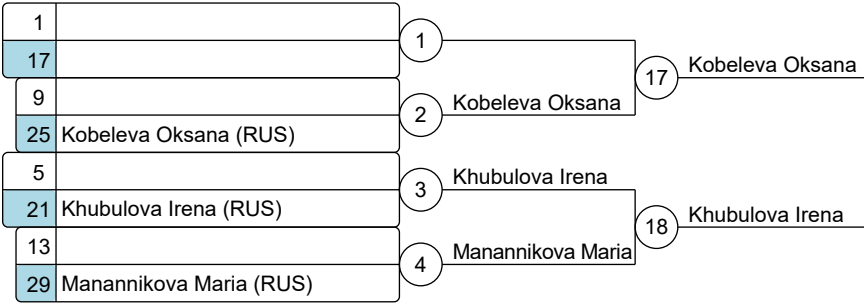 1
17
1
9
25 Kobeleva Oksana (RUS)
2
Kobeleva Oksana
17
Kobeleva Oksana
5
21 Khubulova Irena (RUS)
3
Khubulova Irena
13
29 Manannikova Maria (RUS)
4
Manannikova Maria
18
Khubulova Irena